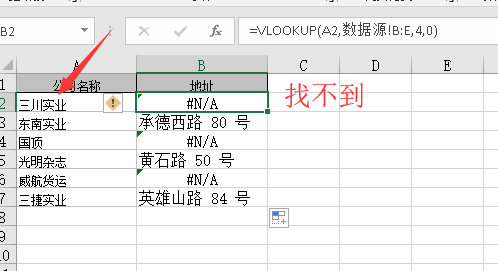 B2 =VLOOKUP(A2,数据源!B:E,4,0)
A B C D E
1 公司名称 地址
2 三川实业 #N/A 找不到
3 东南实业 承德西路 80 号
4 国顶 #N/A
5 光明杂志 黄石路 50 号
6 威航货运 #N/A
7 三捷实业 英雄山路 84 号
8
9
10